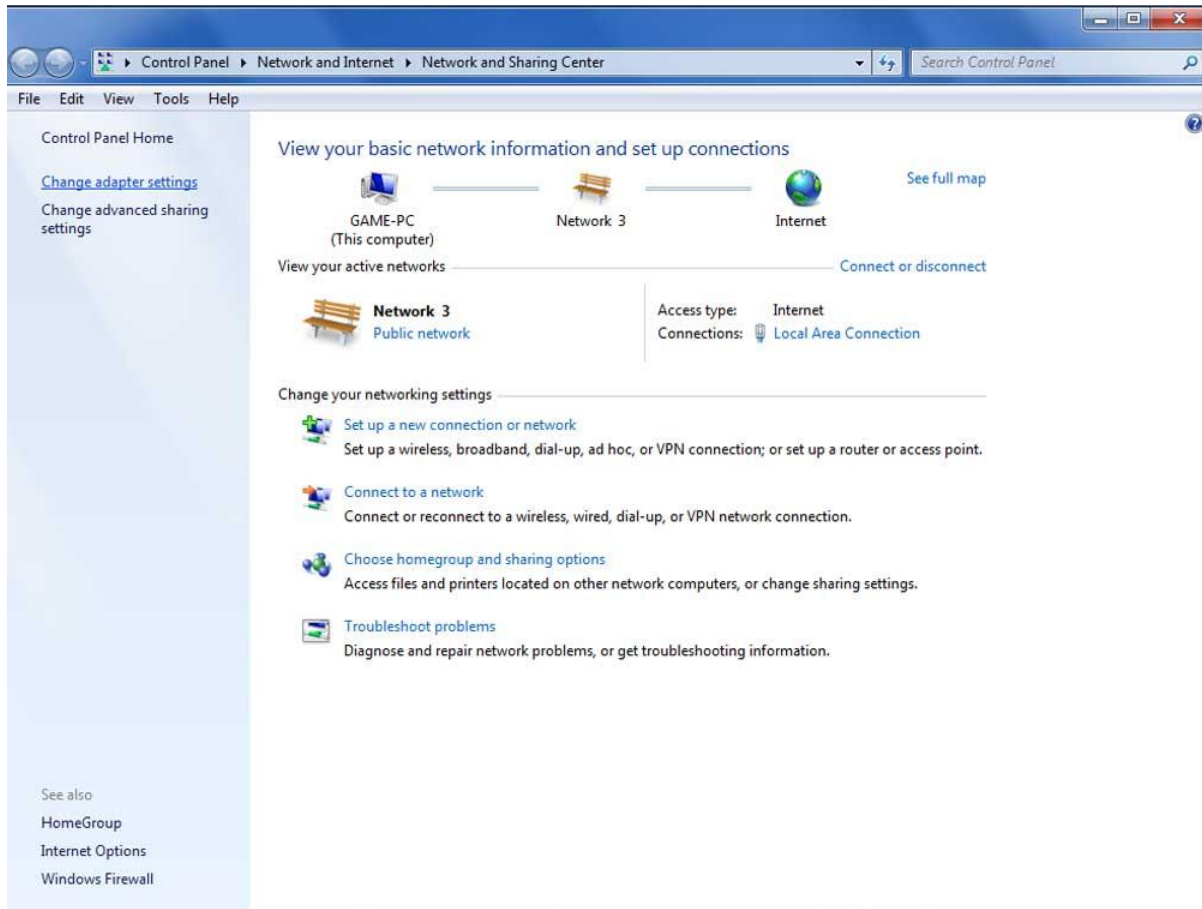 Control Panel ▸ Network and Internet ▸ Network and Sharing Center
Search Control Panel
File Edit View Tools Help
Control Panel Home
Change adapter settings
Change advanced sharing
settings
See also
HomeGroup
Internet Options
Windows Firewall
View your basic network information and set up connections
See full map
GAME-PC
(This computer)
Network 3
Internet
View your active networks
Connect or disconnect
Network 3
Public network
Access type: Internet
Connections: Local Area Connection
Change your networking settings
Set up a new connection or network
Set up a wireless, broadband, dial-up, ad hoc, or VPN connection; or set up a router or access point.
Connect to a network
Connect or reconnect to a wireless, wired, dial-up, or VPN network connection.
Choose homegroup and sharing options
Access files and printers located on other network computers, or change sharing settings.
Troubleshoot problems
Diagnose and repair network problems, or get troubleshooting information.